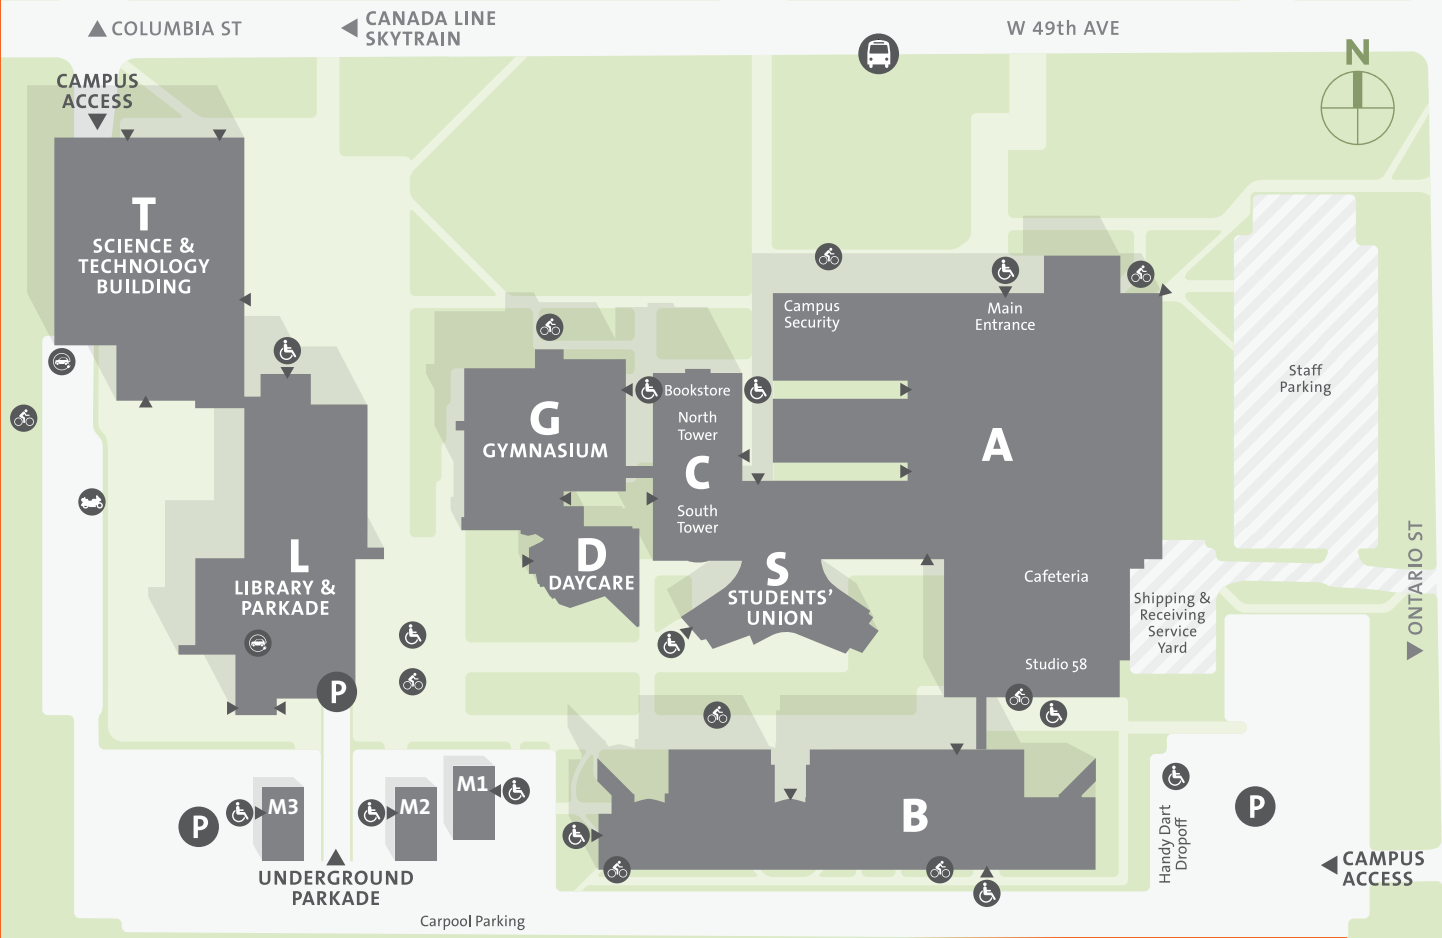 COLUMBIA ST
CANADA LINE
SKYTRAIN
W 49th AVE
N
CAMPUS
ACCESS
T
SCIENCE &
TECHNOLOGY
BUILDING
Campus
Security
Main
Entrance
Staff
Parking
Bookstore
North
Tower
G
GYMNASIUM
C
A
South
Tower
L
LIBRARY &
PARKADE
D
DAYCARE
S
STUDENTS'
UNION
Cafeteria
Shipping &
Receiving
Service
Yard
ONTARIO ST
Studio 58
P
M1
M3
M2
P
B
P
Handy Dart
Dropoff
UNDERGROUND
PARKADE
CAMPUS
ACCESS
Carpool Parking